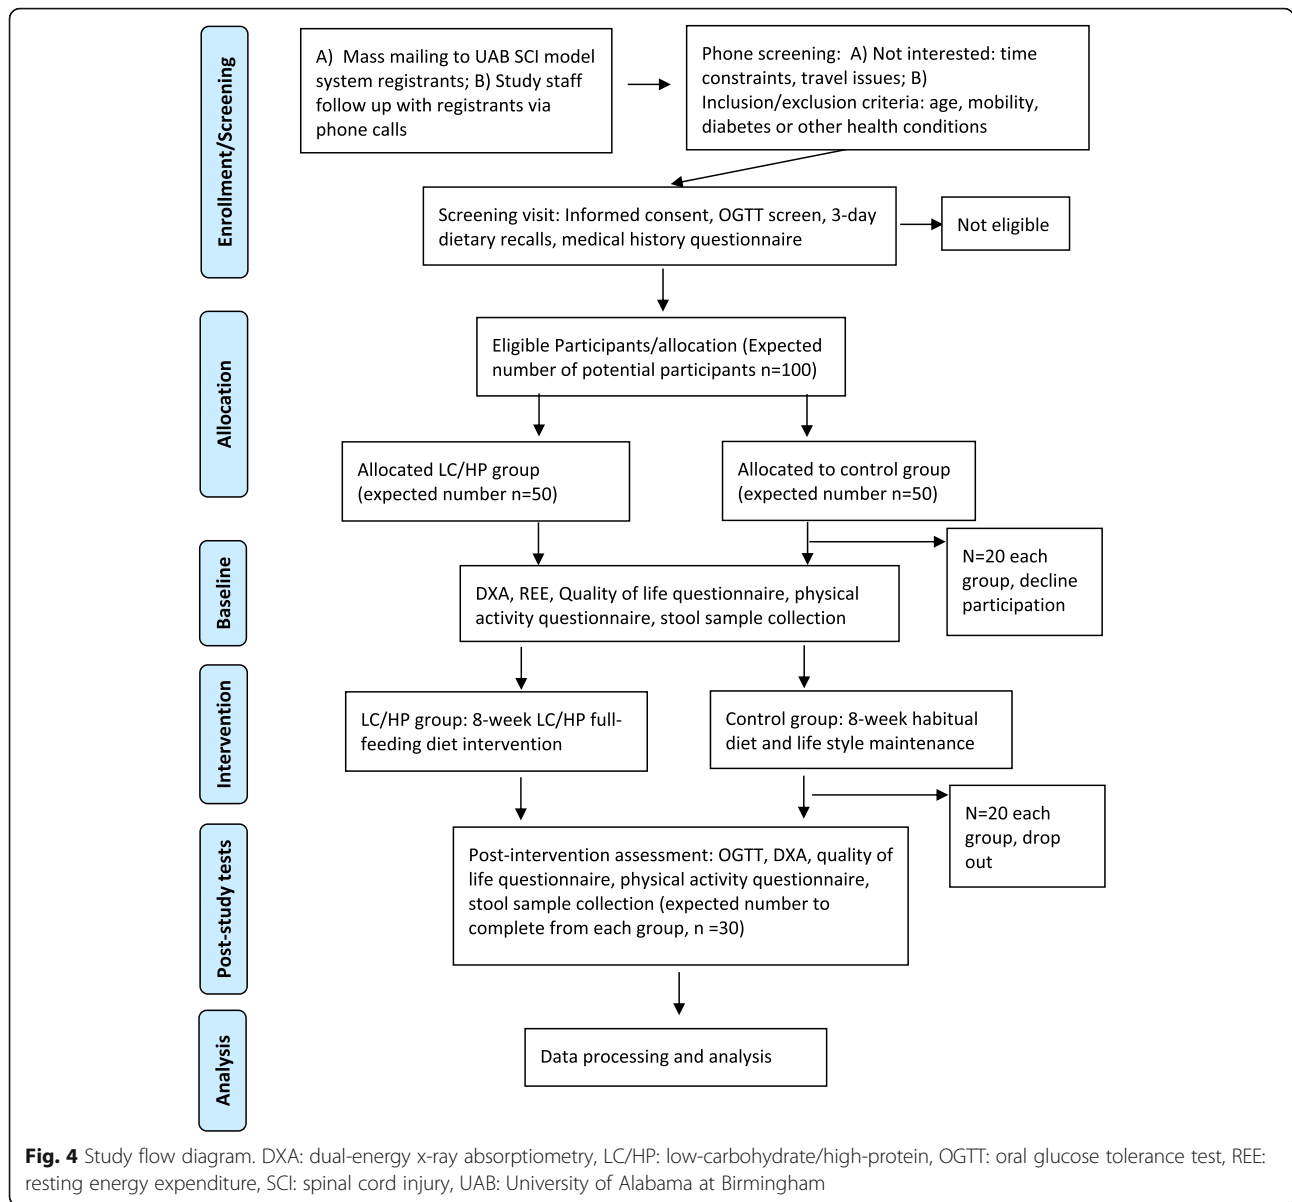 Enrollment/Screening
A) Mass mailing to UAB SCI model
system registrants; B) Study staff
follow up with registrants via
phone calls
Phone screening: A) Not interested: time
constraints, travel issues; B)
Inclusion/exclusion criteria: age, mobility,
diabetes or other health conditions
Screening visit: Informed consent, OGTT screen, 3-day
dietary recalls, medical history questionnaire
Not eligible
Allocation
Eligible Participants/allocation (Expected
number of potential participants n=100)
Allocated LC/HP group
(expected number n=50)
Allocated to control group
(expected number n=50)
N=20 each
group, decline
participation
Baseline
DXA, REE, Quality of life questionnaire, physical
activity questionnaire, stool sample collection
Intervention
LC/HP group: 8-week LC/HP full-
feeding diet intervention
Control group: 8-week habitual
diet and life style maintenance
N=20 each
group, drop
out
Post-study tests
Post-intervention assessment: OGTT, DXA, quality of
life questionnaire, physical activity questionnaire,
stool sample collection (expected number to
complete from each group, n =30)
Analysis
Data processing and analysis
Fig. 4 Study flow diagram. DXA: dual-energy x-ray absorptiometry, LC/HP: low-carbohydrate/high-protein, OGTT: oral glucose tolerance test, REE:
resting energy expenditure, SCI: spinal cord injury, UAB: University of Alabama at Birmingham